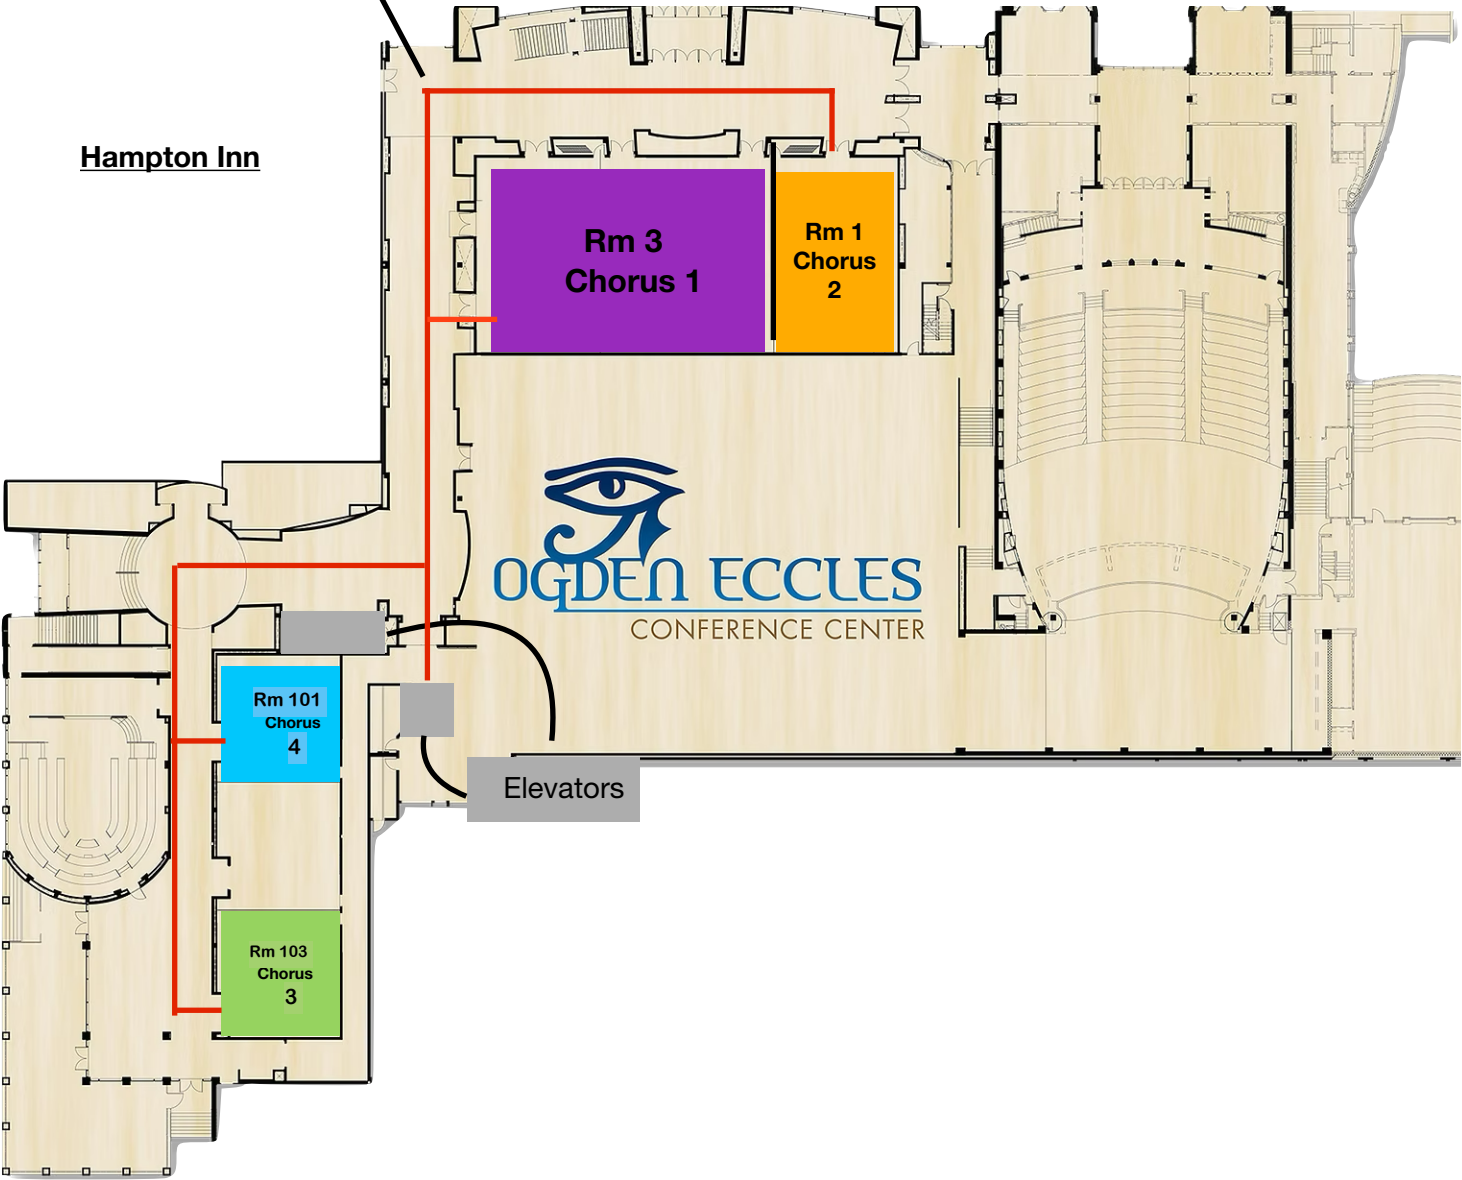 Hampton Inn
Rm 3
Chorus 1
Rm 1
Chorus
2
OGDEN ECCLES
CONFERENCE CENTER
Rm 101
Chorus
4
Elevators
Rm 103
Chorus
3